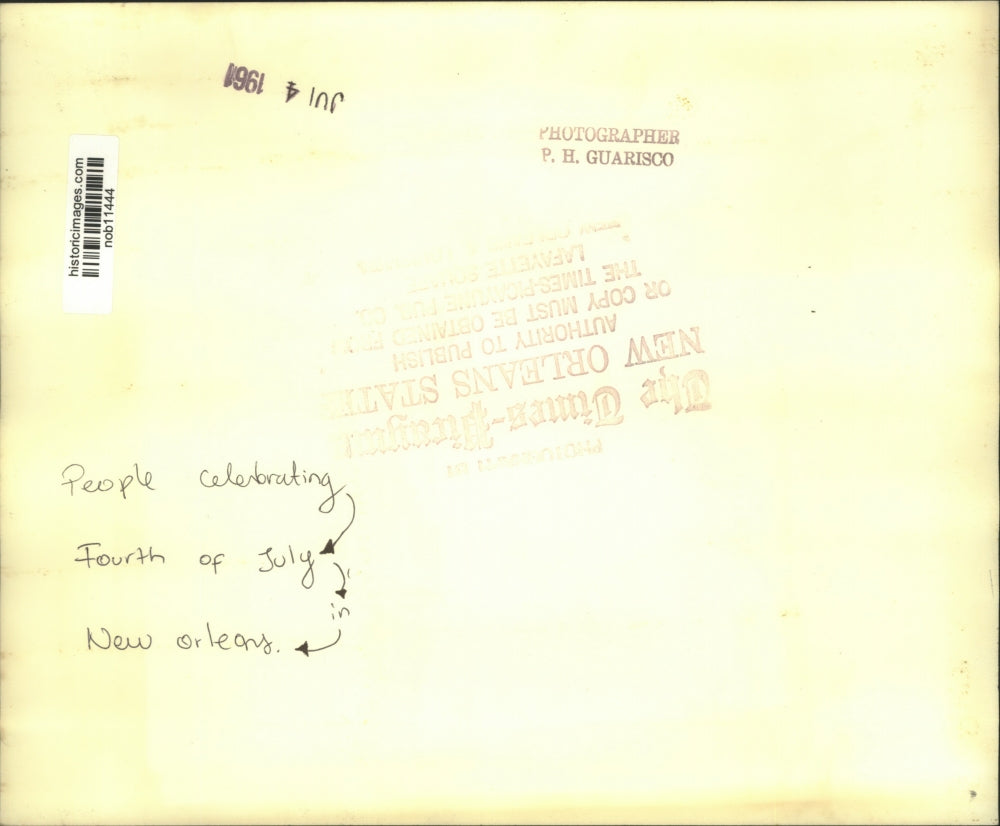 JUL 4 1961
PHOTOGRAPHER
P. H. GUARISCO
historicimages.com
nob11444
The Times-Picayune
NEW ORLEANS STATES
AUTHORITY TO PUBLISH
OR COPY MUST BE OBTAINED
THE TIMES-PICAYUNE PUB. CO.
LAFAYETTE SQUARE
People celebrating
Fourth of July
in
New orleans.